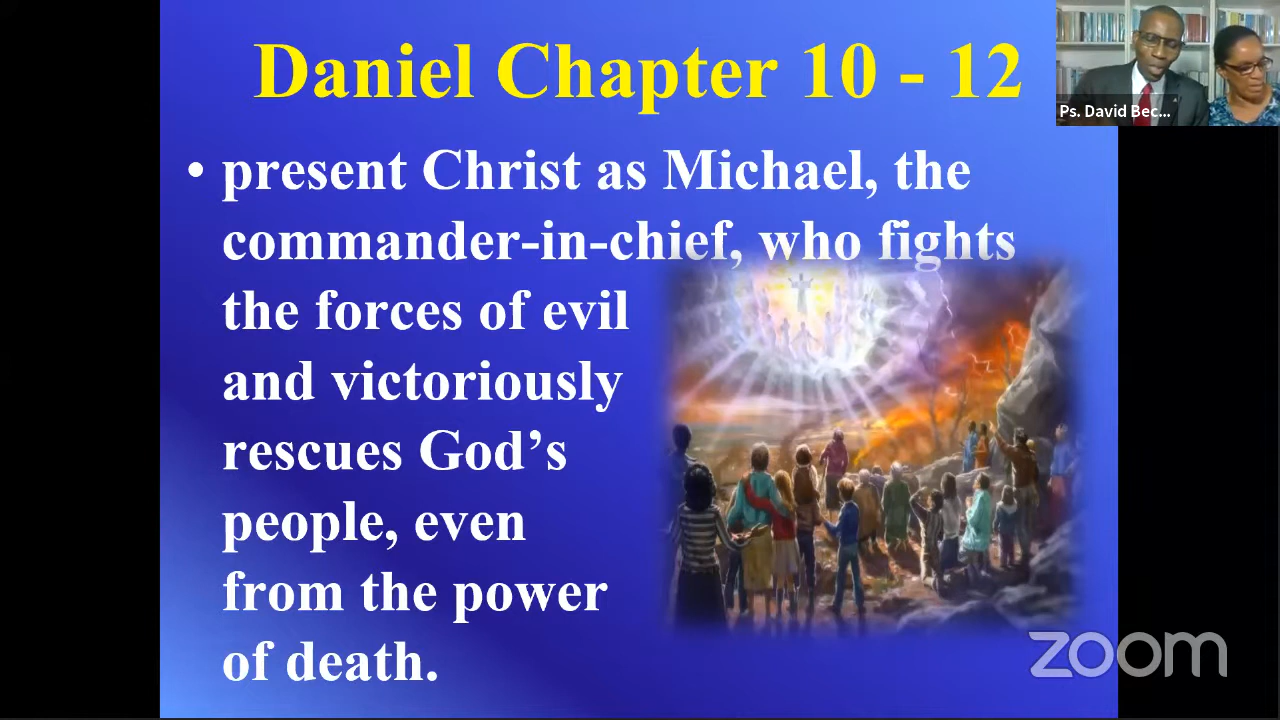 Daniel Chapter 10 - 12
Ps. David Bec...
• present Christ as Michael, the
commander-in-chief, who fights
the forces of evil
and victoriously
rescues God’s
people, even
from the power
of death.
zoom